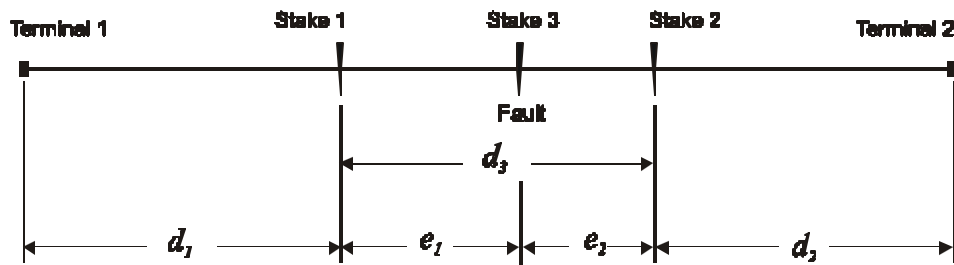 Terminal 1 Stake 1 Stake 3 Stake 2 Terminal 2
Fault
d₃
d₁ e₁ e₂ d₂